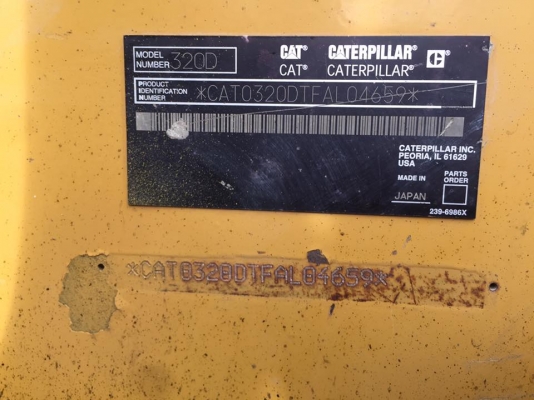 MODEL NUMBER 320D
CAT® CATERPILLAR® C®
CAT® CATERPILLAR®
PRODUCT IDENTIFICATION NUMBER *CAT0320DTFAL04659*
CATERPILLAR INC.
PEORIA, IL 61629
USA
MADE IN
JAPAN
PARTS ORDER
239-6986X
*CAT0320DTFAL04659*